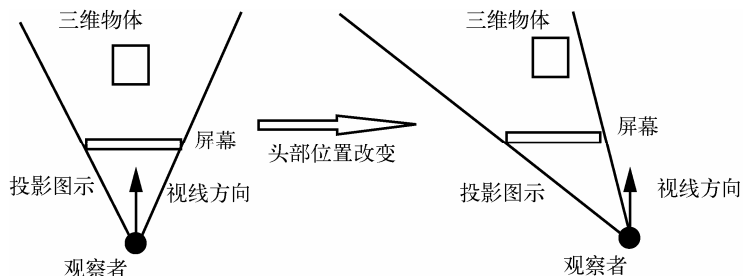 三维物体
屏幕
投影图示
视线方向
观察者
头部位置改变
三维物体
屏幕
投影图示
视线方向
观察者